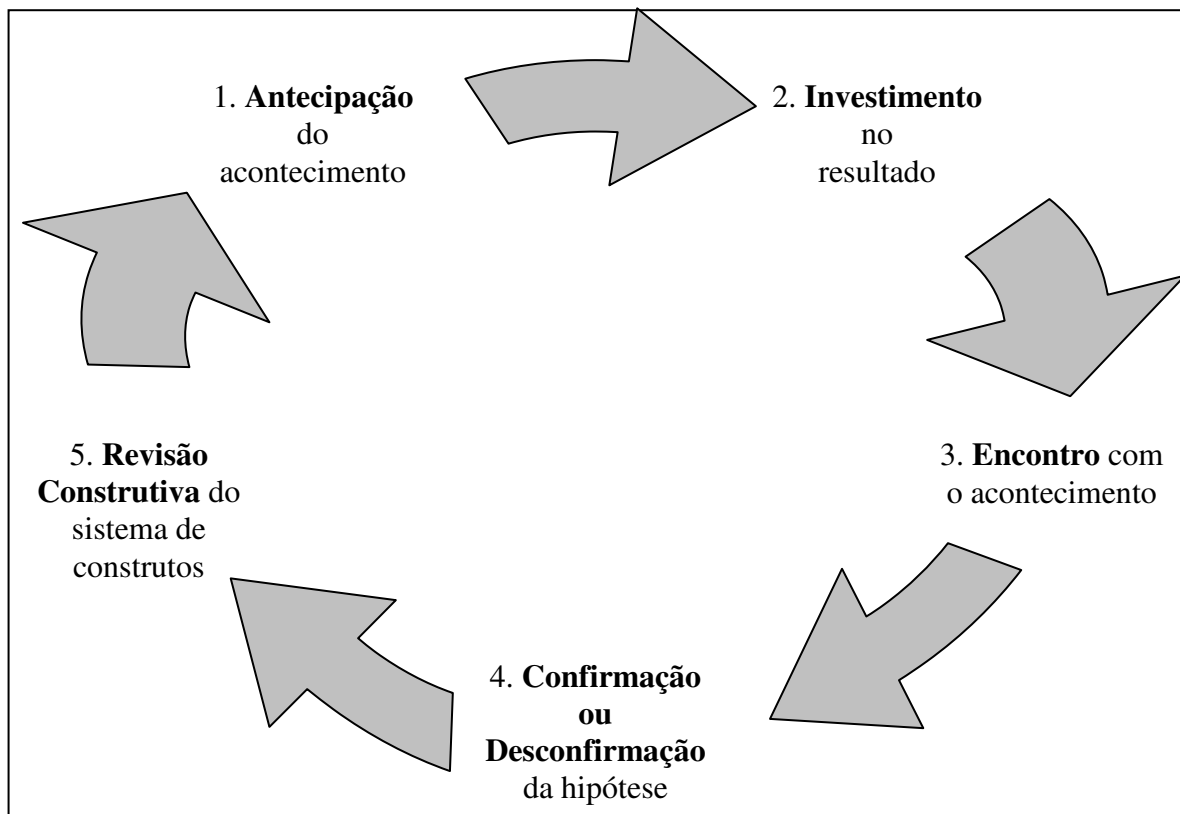 1. Antecipação
do
acontecimento
2. Investimento
no
resultado
3. Encontro com
o acontecimento
4. Confirmação
ou
Desconfirmação
da hipótese
5. Revisão
Construtiva do
sistema de
construtos